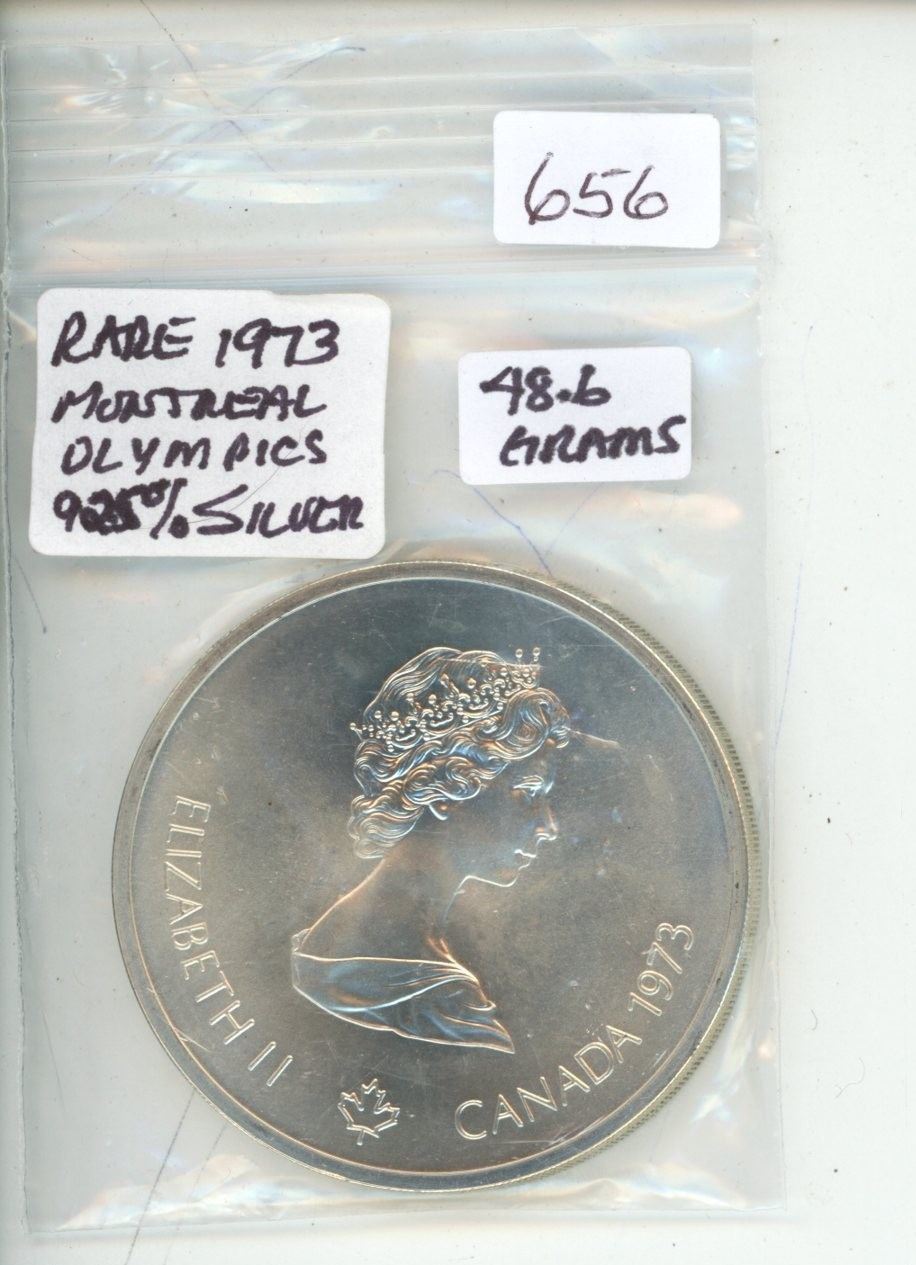 656
RARE 1973
MONTREAL
OLYMPICS
925% SILVER
48.6
GRAMS
ELIZABETH II
CANADA 1973